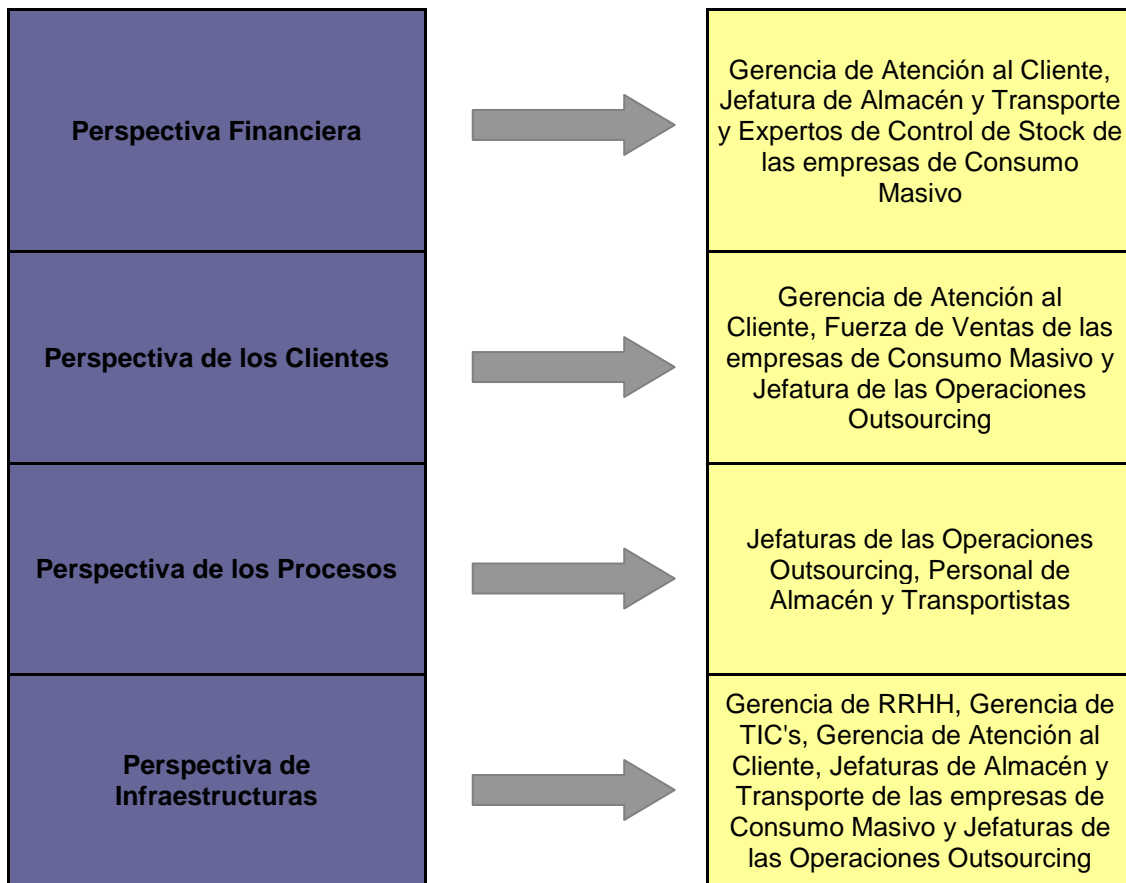 Perspectiva Financiera
Gerencia de Atención al Cliente,
Jefatura de Almacén y Transporte
y Expertos de Control de Stock de
las empresas de Consumo
Masivo
Perspectiva de los Clientes
Gerencia de Atención al
Cliente, Fuerza de Ventas de las
empresas de Consumo Masivo y
Jefatura de las Operaciones
Outsourcing
Perspectiva de los Procesos
Jefaturas de las Operaciones
Outsourcing, Personal de
Almacén y Transportistas
Perspectiva de
Infraestructuras
Gerencia de RRHH, Gerencia de
TIC's, Gerencia de Atención al
Cliente, Jefaturas de Almacén y
Transporte de las empresas de
Consumo Masivo y Jefaturas de
las Operaciones Outsourcing